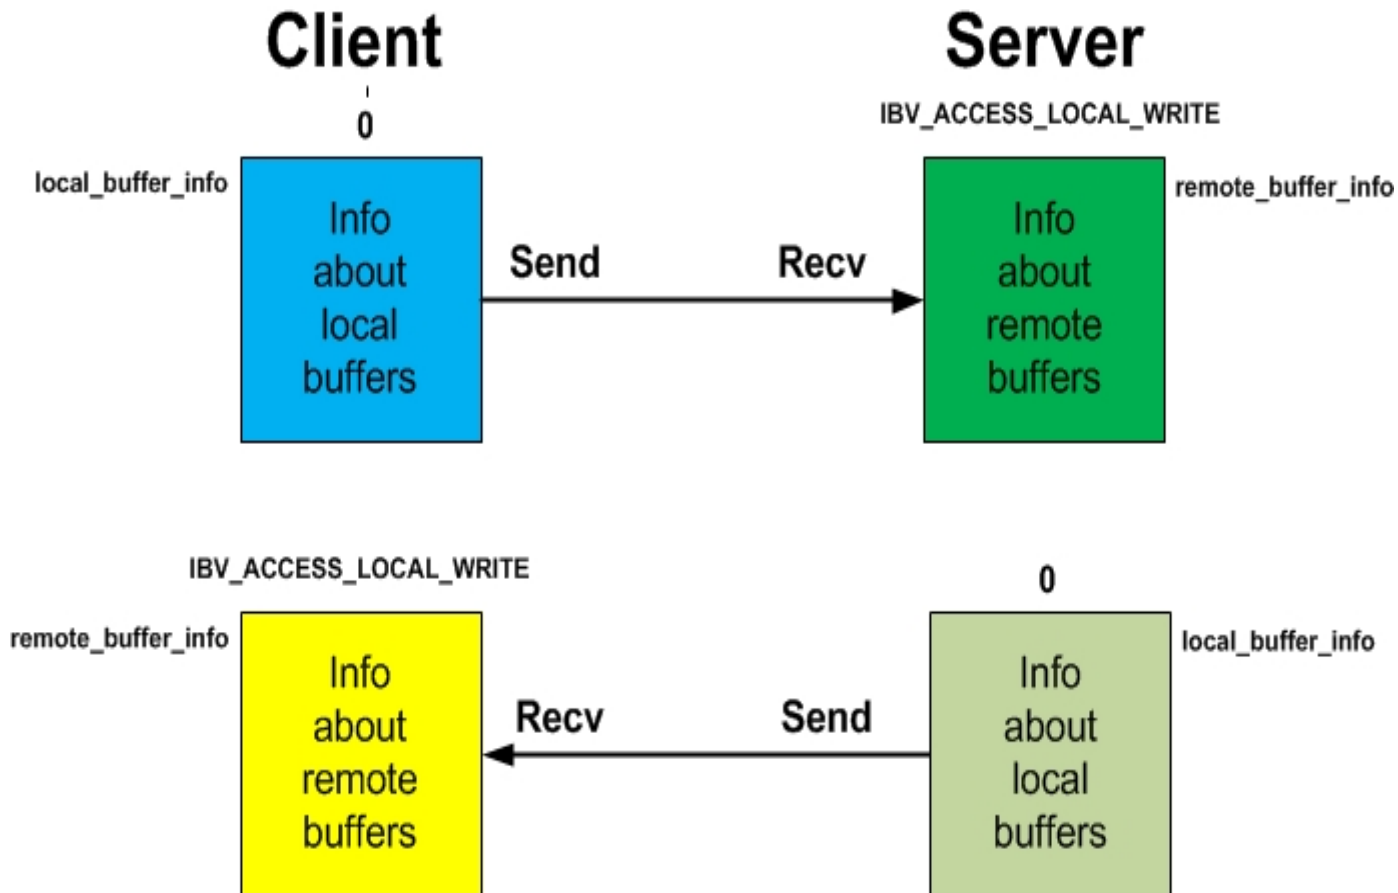 Client
Server
0
IBV_ACCESS_LOCAL_WRITE
local_buffer_info
remote_buffer_info
Info
about
local
buffers
Send
Recv
Info
about
remote
buffers
IBV_ACCESS_LOCAL_WRITE
0
remote_buffer_info
local_buffer_info
Info
about
remote
buffers
Recv
Send
Info
about
local
buffers